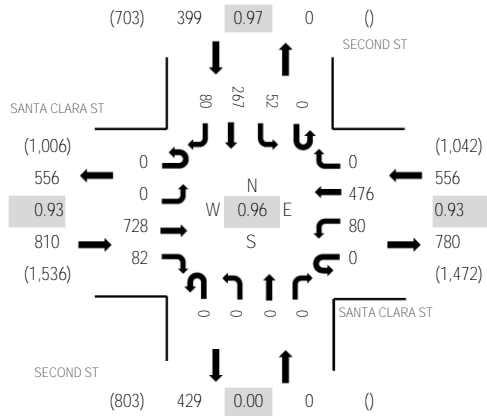 (703) 399 0.97 0 ()
SECOND ST
80 267 52 0
SANTA CLARA ST
(1,006) (1,042)
0 0
556 556
0 N 476
0.93 W 0.96 E 0.93
728 80
810 S 780
82 0
(1,536) (1,472)
0 0 0 0
SANTA CLARA ST
SECOND ST
(803) 429 0.00 0 ()